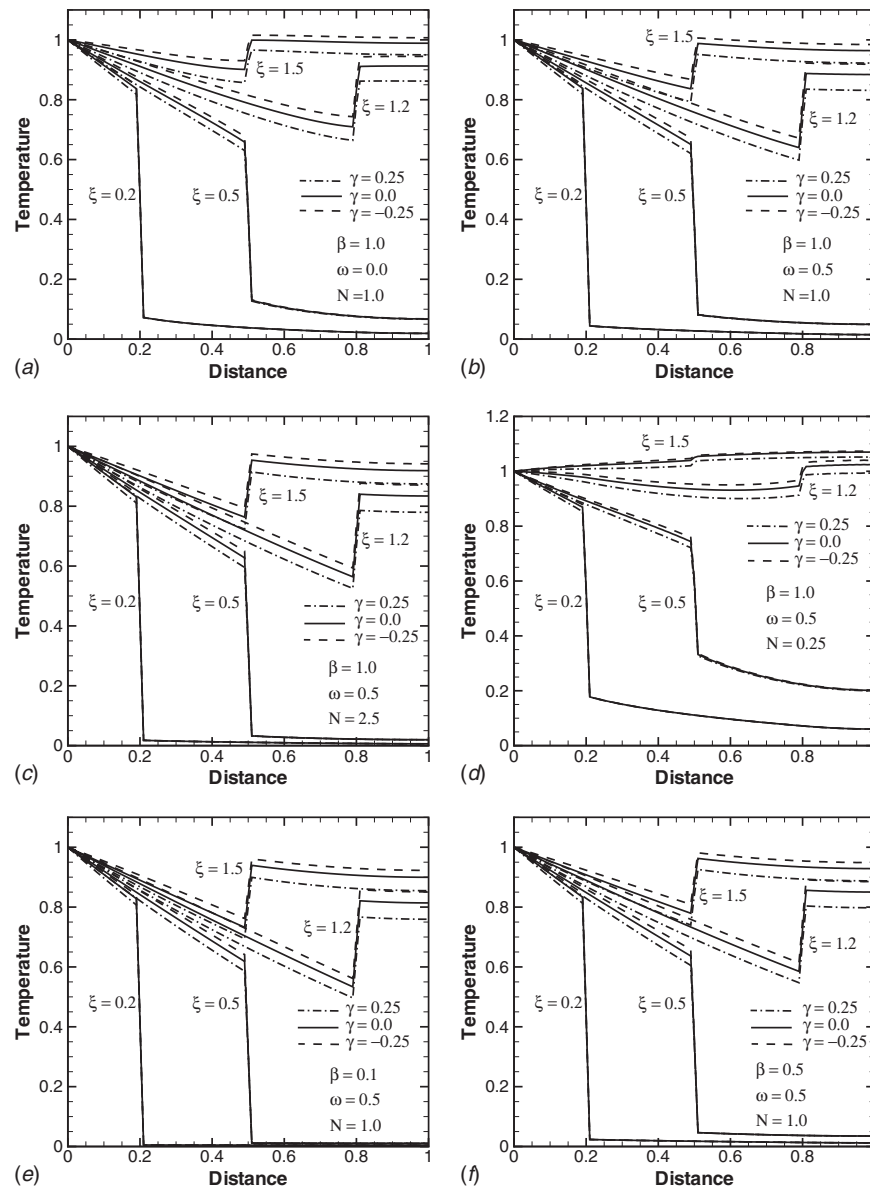 Temperature
1
0.8
0.6
0.4
0.2
0
ξ = 1.5
ξ = 1.2
ξ = 0.2
ξ = 0.5
γ = 0.25
γ = 0.0
γ = −0.25
β = 1.0
ω = 0.0
N = 1.0
0 0.2 0.4 0.6 0.8 1
Distance
(a)
Temperature
1
0.8
0.6
0.4
0.2
0
ξ = 1.5
ξ = 1.2
ξ = 0.2
ξ = 0.5
γ = 0.25
γ = 0.0
γ = −0.25
β = 1.0
ω = 0.5
N = 1.0
0 0.2 0.4 0.6 0.8
Distance
(b)
Temperature
1
0.8
0.6
0.4
0.2
0
ξ = 1.5
ξ = 1.2
ξ = 0.2
ξ = 0.5
γ = 0.25
γ = 0.0
γ = −0.25
β = 1.0
ω = 0.5
N = 2.5
0 0.2 0.4 0.6 0.8 1
Distance
(c)
Temperature
1.2
1
0.8
0.6
0.4
0.2
0
ξ = 1.5
ξ = 1.2
ξ = 0.2
ξ = 0.5
γ = 0.25
γ = 0.0
γ = −0.25
β = 1.0
ω = 0.5
N = 0.25
0 0.2 0.4 0.6 0.8
Distance
(d)
Temperature
1
0.8
0.6
0.4
0.2
0
ξ = 1.5
ξ = 1.2
ξ = 0.2
ξ = 0.5
γ = 0.25
γ = 0.0
γ = −0.25
β = 0.1
ω = 0.5
N = 1.0
0 0.2 0.4 0.6 0.8 1
Distance
(e)
Temperature
1
0.8
0.6
0.4
0.2
0
ξ = 1.5
ξ = 1.2
ξ = 0.2
ξ = 0.5
γ = 0.25
γ = 0.0
γ = −0.25
β = 0.5
ω = 0.5
N = 1.0
0 0.2 0.4 0.6 0.8
Distance
(f)